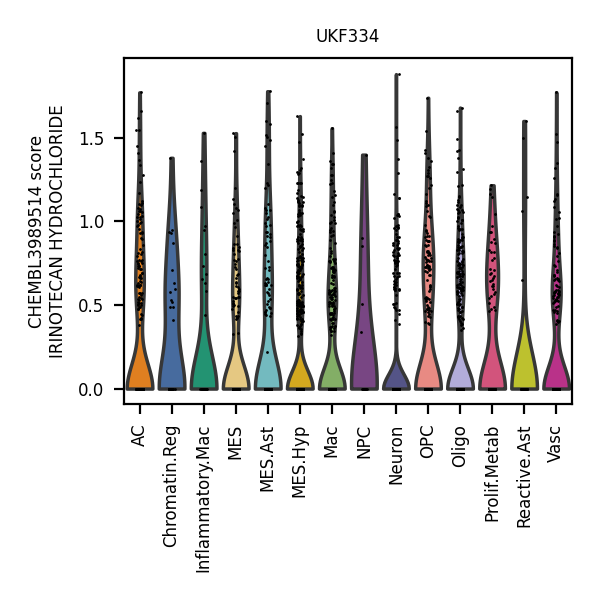 UKF334
CHEMBL3989514 score
IRINOTECAN HYDROCHLORIDE
1.5
1.0
0.5
0.0
AC
Chromatin.Reg
Inflammatory.Mac
MES
MES.Ast
MES.Hyp
Mac
NPC
Neuron
OPC
Oligo
Prolif.Metab
Reactive.Ast
Vasc